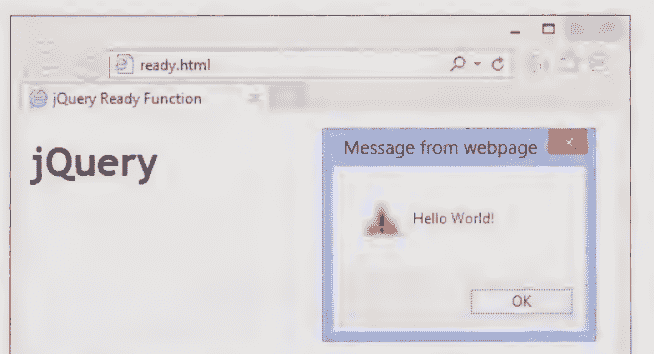 ready.html
jQuery Ready Function
jQuery
Message from webpage
Hello World!
OK